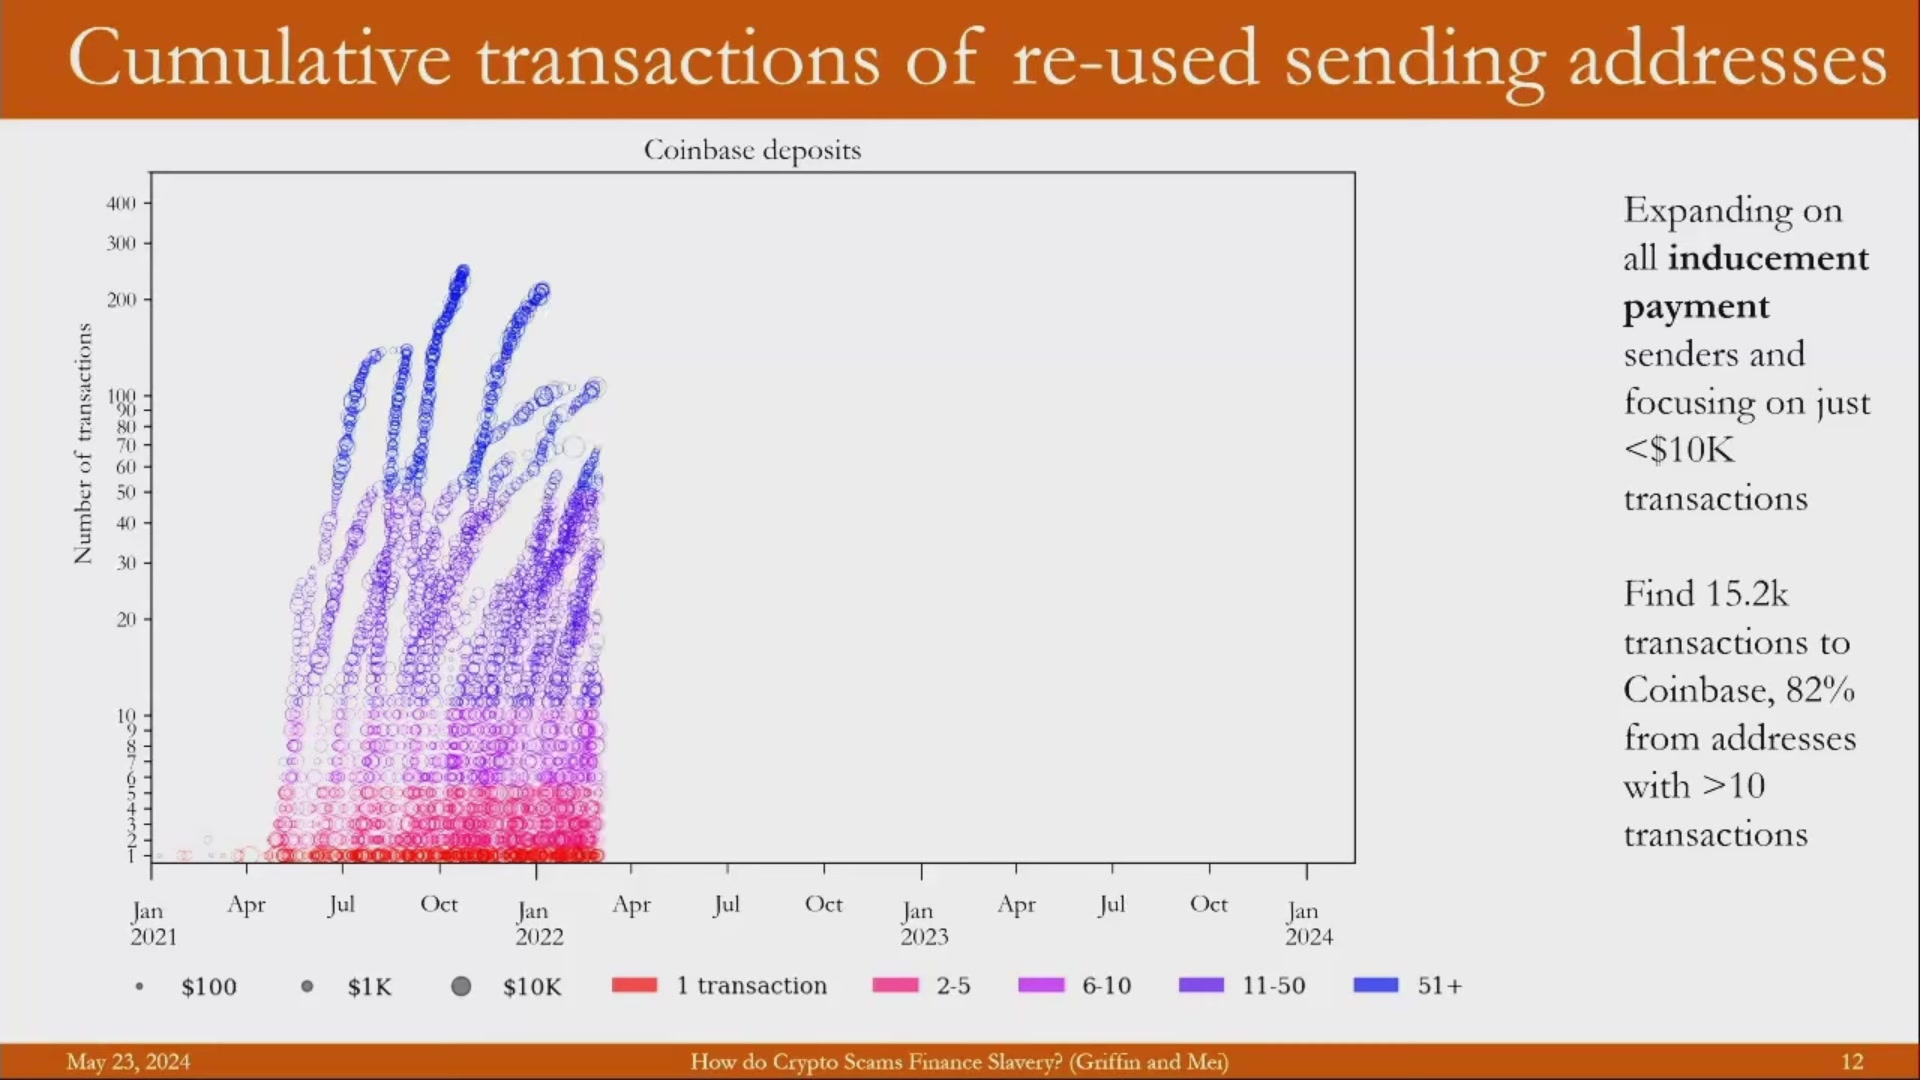 Cumulative transactions of re-used sending addresses
Coinbase deposits
Number of transactions
400
300
200
100
90
80
70
60
50
40
30
20
10
9
8
7
6
5
4
3
2
1
Jan
2021
Apr
Jul
Oct
Jan
2022
Apr
Jul
Oct
Jan
2023
Apr
Jul
Oct
Jan
2024
$100
$1K
$10K
1 transaction
2-5
6-10
11-50
51+
Expanding on
all inducement
payment
senders and
focusing on just
<$10K
transactions
Find 15.2k
transactions to
Coinbase, 82%
from addresses
with >10
transactions
May 23, 2024
How do Crypto Scams Finance Slavery? (Griffin and Mei)
12